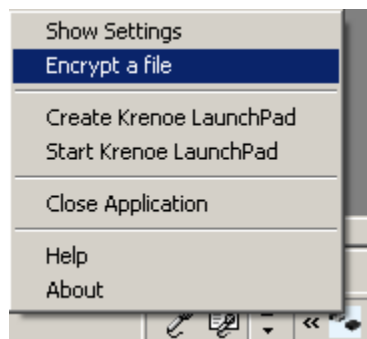 Show Settings
Encrypt a file
Create Krenoe LaunchPad
Start Krenoe LaunchPad
Close Application
Help
About